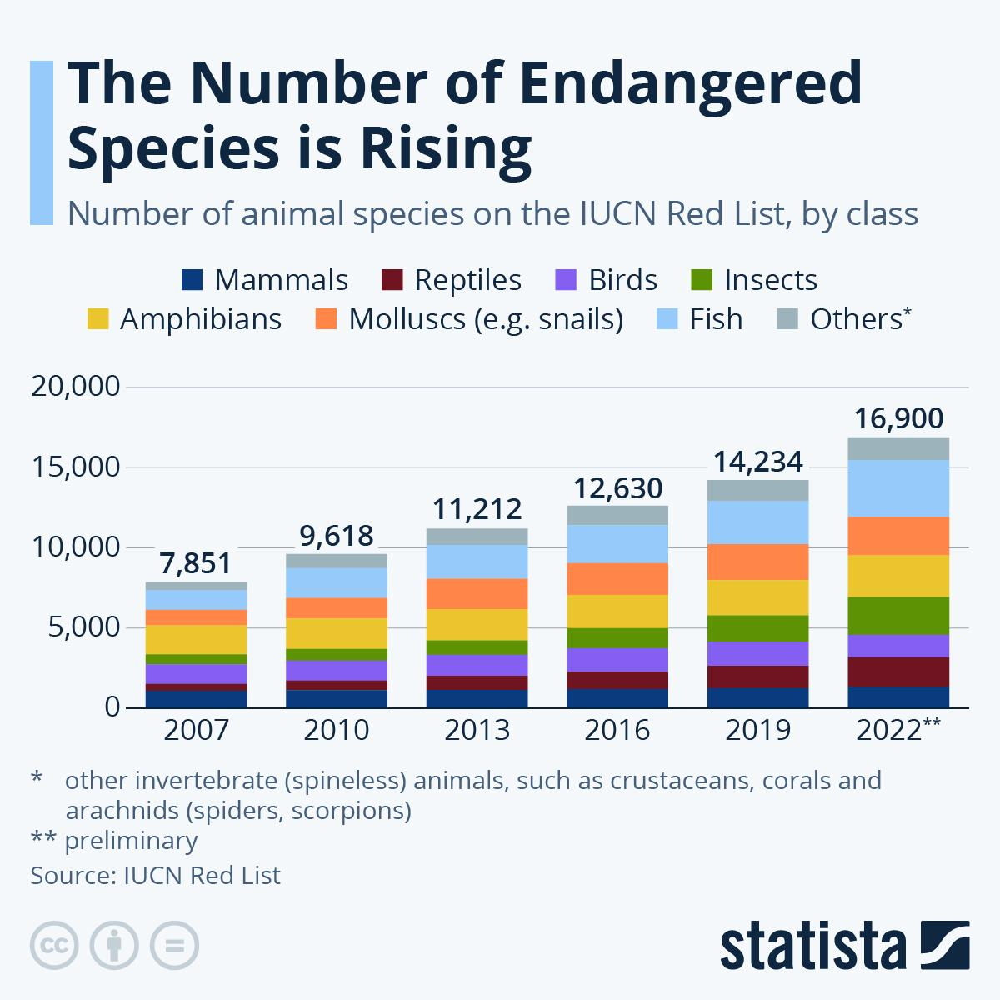 The Number of Endangered
Species is Rising
Number of animal species on the IUCN Red List, by class
Mammals Reptiles Birds Insects
Amphibians Molluscs (e.g. snails) Fish Others*
20,000
15,000
10,000
5,000
0
7,851
9,618
11,212
12,630
14,234
16,900
2007 2010 2013 2016 2019 2022**
* other invertebrate (spineless) animals, such as crustaceans, corals and
arachnids (spiders, scorpions)
** preliminary
Source: IUCN Red List
cc =
statista